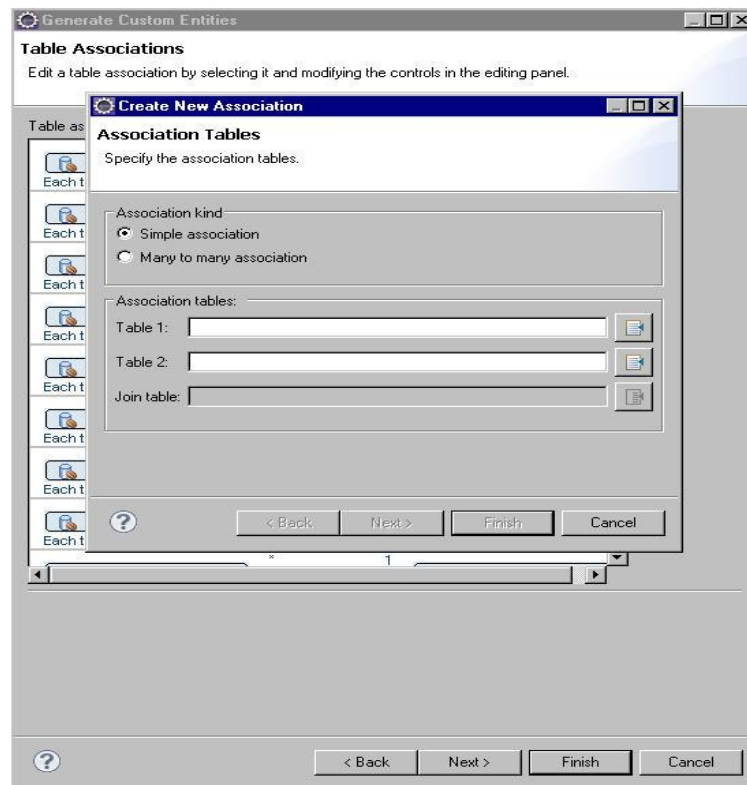 Generate Custom Entities
Table Associations
Edit a table association by selecting it and modifying the controls in the editing panel.
Table as
Create New Association
Association Tables
Specify the association tables.
Association kind
Simple association
Many to many association
Association tables:
Table 1:
Table 2:
Join table:
Each t
Each t
Each t
Each t
Each t
Each t
Each t
Each t
? < Back Next > Finish Cancel
* 1
? < Back Next > Finish Cancel